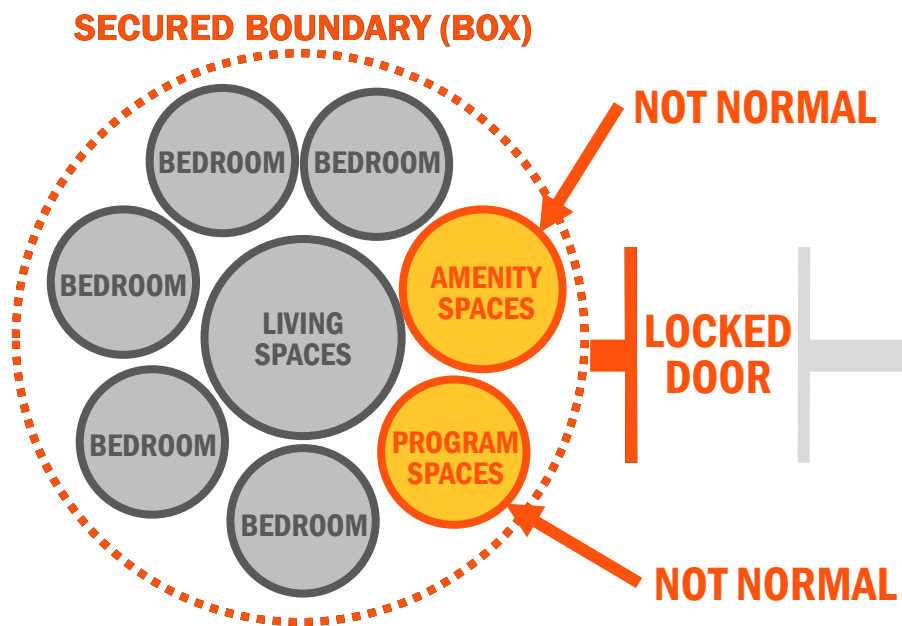 SECURED BOUNDARY (BOX)
NOT NORMAL
BEDROOM
BEDROOM
BEDROOM
AMENITY
SPACES
LIVING
SPACES
LOCKED
DOOR
BEDROOM
PROGRAM
SPACES
BEDROOM
NOT NORMAL